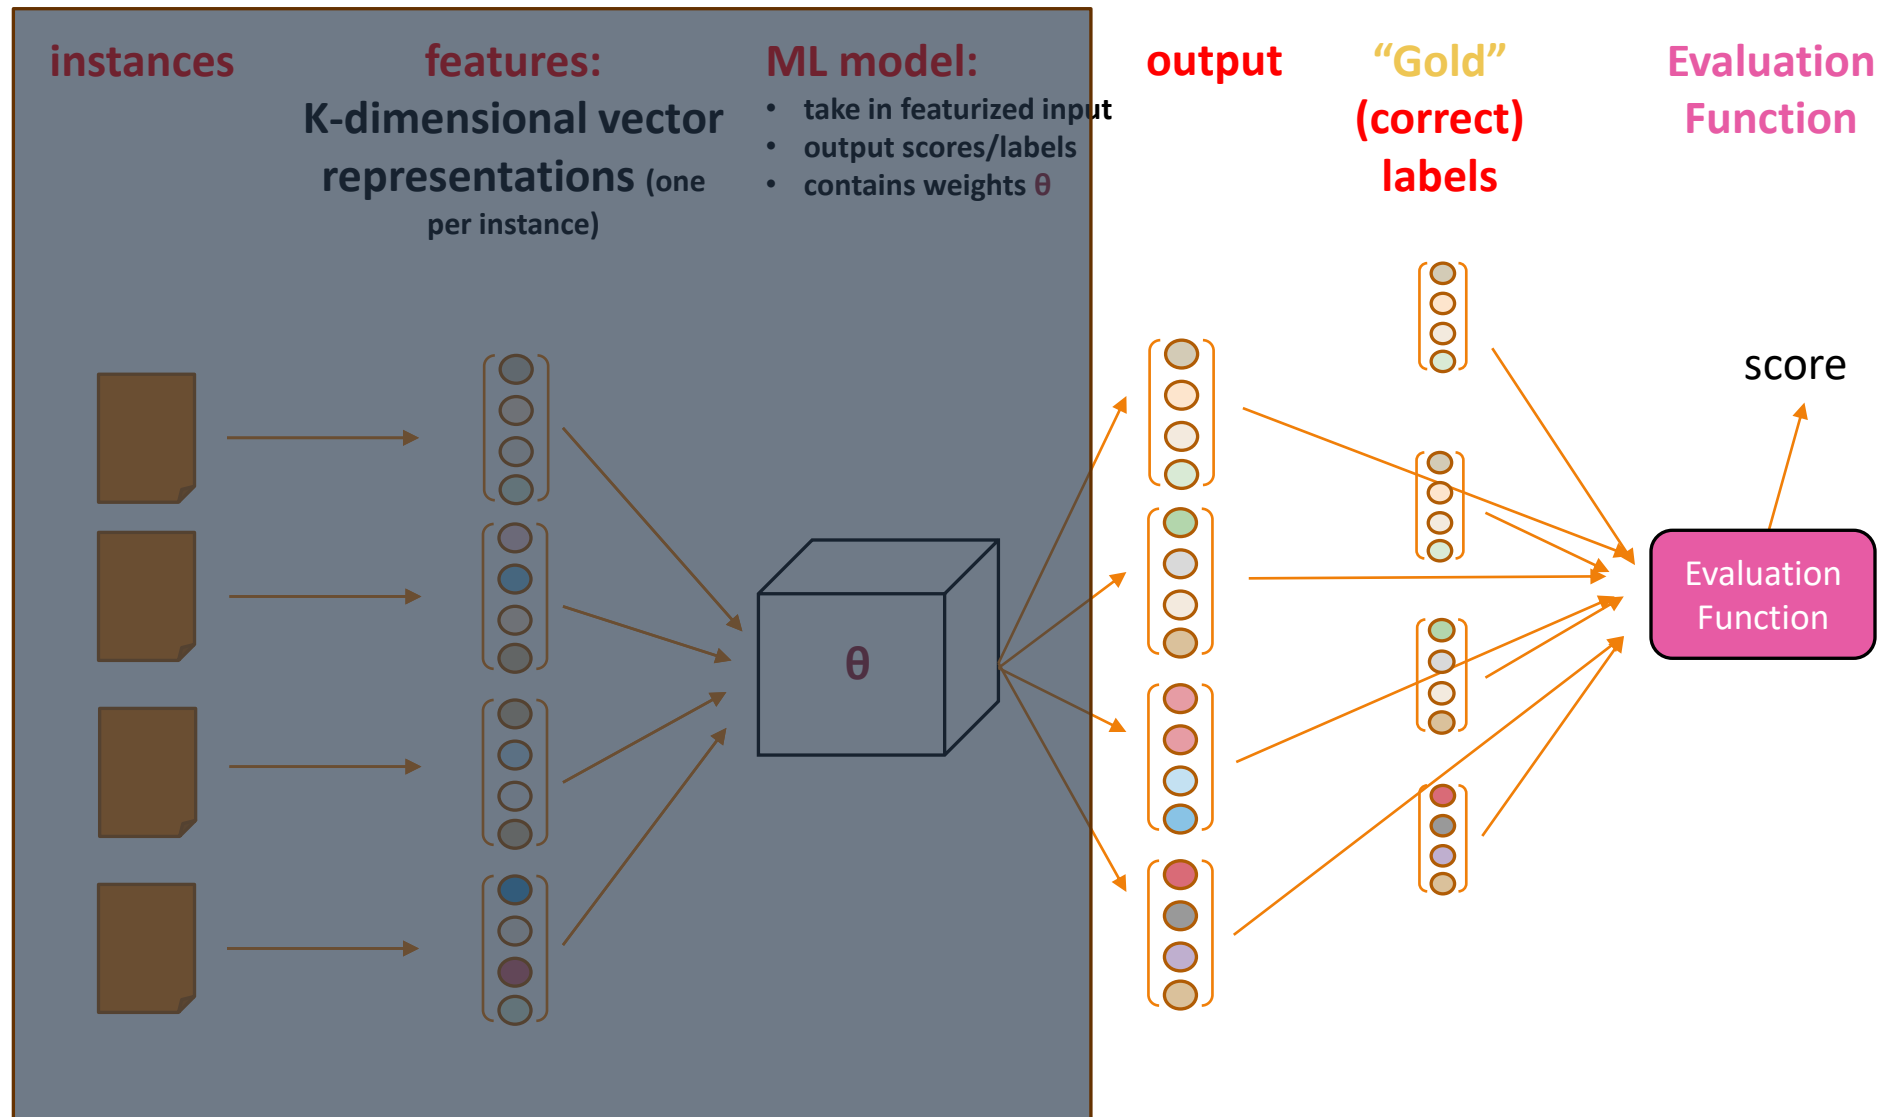 instances
features:
K-dimensional vector
representations (one
per instance)
ML model:
• take in featurized input
• output scores/labels
• contains weights θ
output
“Gold”
(correct)
labels
Evaluation
Function
θ
score
Evaluation
Function